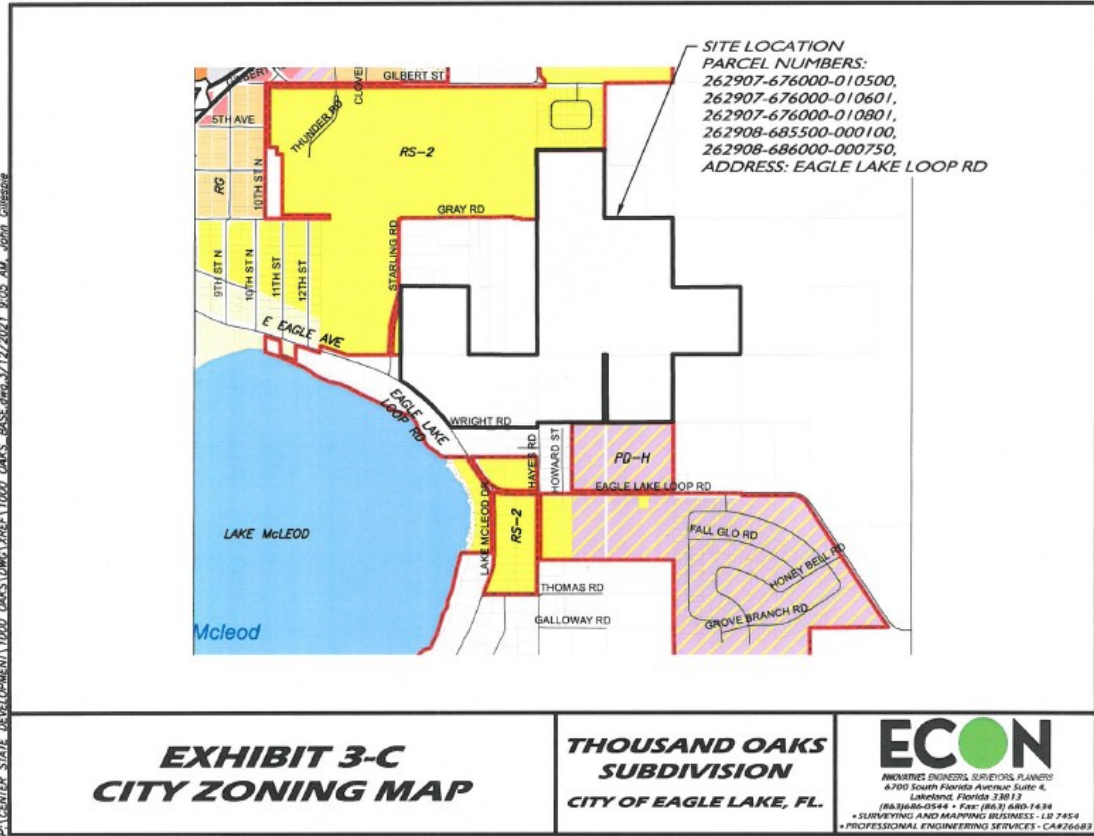 SITE LOCATION
PARCEL NUMBERS:
262907-676000-010500,
262907-676000-010601,
262907-676000-010801,
262908-685500-000100,
262908-686000-000750,
ADDRESS: EAGLE LAKE LOOP RD
GILBERT ST
CLOVE
THUNDER RD
5TH AVE
RS-2
RG
10TH ST N
GRAY RD
STARLING RD
9TH ST N
10TH ST N
11TH ST
12TH ST
E EAGLE AVE
EAGLE LAKE
LOOP RD
WRIGHT RD
HAYES RD
HOWARD ST
PD-H
EAGLE LAKE LOOP RD
LAKE McLEOD
LAKE MCLEOD DR
RS-2
FALL GLO RD
HONEY BELL RD
THOMAS RD
GROVE BRANCH RD
GALLOWAY RD
Mcleod
EXHIBIT 3-C
CITY ZONING MAP
THOUSAND OAKS
SUBDIVISION
CITY OF EAGLE LAKE, FL.
ECON
INNOVATIVE ENGINEERS, SURVEYORS, PLANNERS
6700 South Florida Avenue Suite 4,
Lakeland, Florida 33813
(863)686-0544 • Fax: (863) 680-1434
• SURVEYING AND MAPPING BUSINESS - LB 7454
• PROFESSIONAL ENGINEERING SERVICES - CA#26683